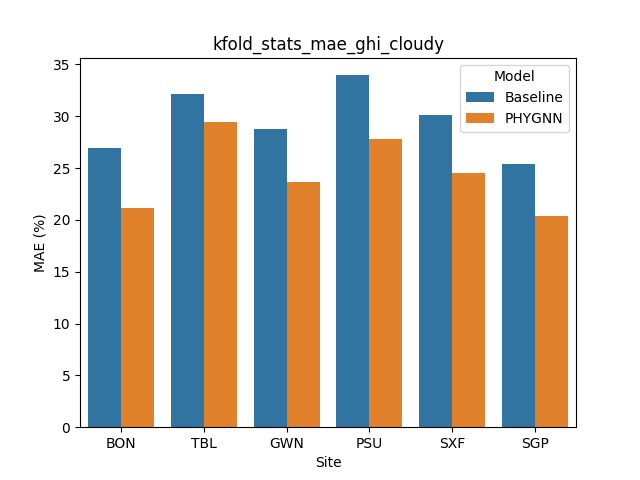 kfold_stats_mae_ghi_cloudy
Model
Baseline
PHYGNN
MAE (%)
35
30
25
20
15
10
5
0
BON TBL GWN PSU SXF SGP
Site